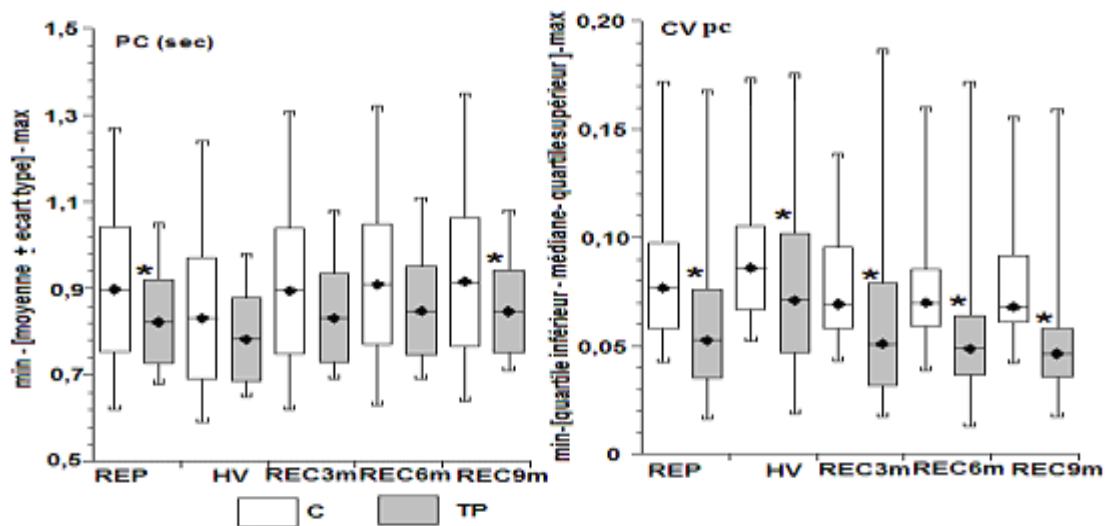 PC (sec)
min - [moyenne ± ecart type] - max
1,5
1,3
1,1
0,9
0,7
0,5
* *
REP HV REC3m REC6m REC9m
CV pc
min-[quartile inférieur - médiane- quartile supérieur ]-max
0,20
0,15
0,10
0,05
0
* * * * *
REP HV REC3m REC6m REC9m
C TP